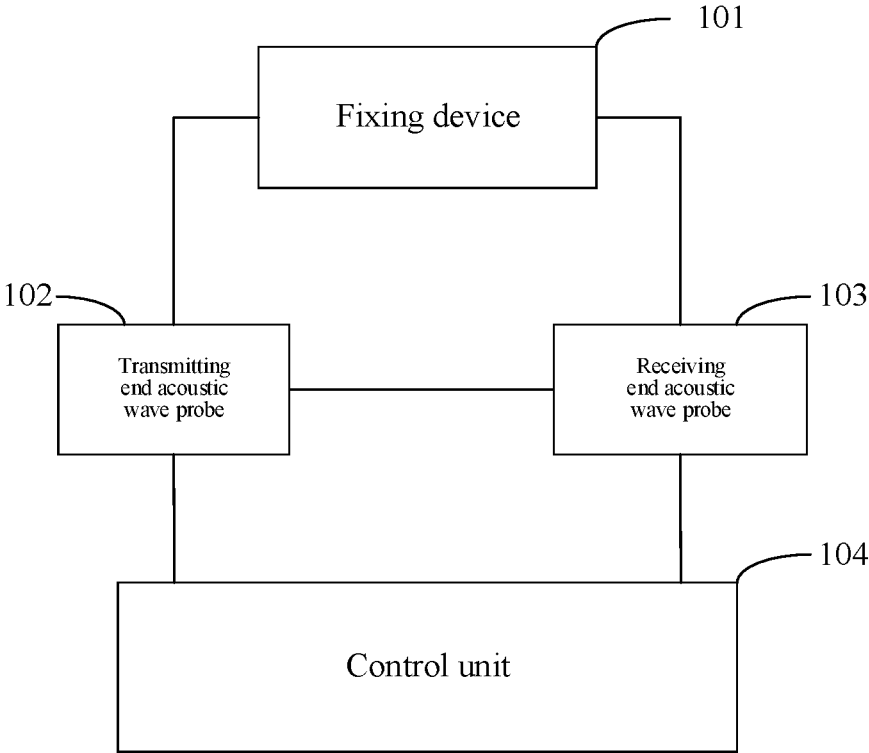 101
Fixing device
102
103
Transmitting
end acoustic
wave probe
Receiving
end acoustic
wave probe
104
Control unit